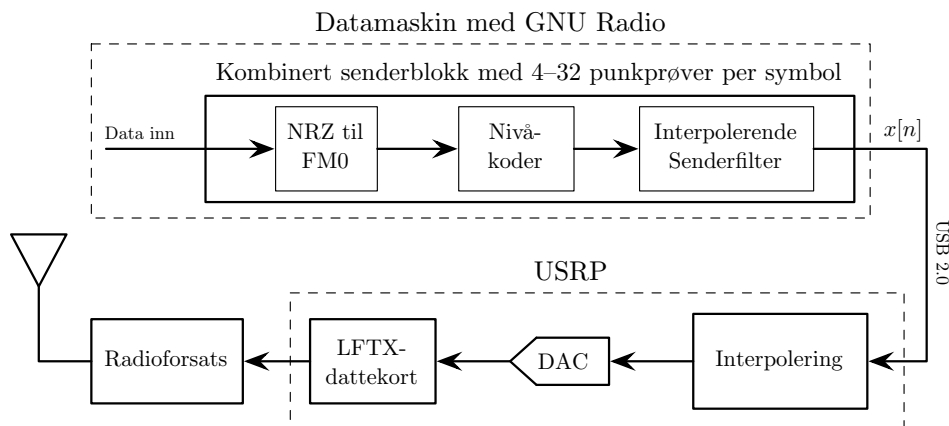 Datamaskin med GNU Radio
Kombinert senderblokk med 4–32 punkprøver per symbol
Data inn
NRZ til
FM0
Nivå-
koder
Interpolerende
Senderfilter
x[n]
USB 2.0
USRP
Radioforsats
LFTX-
dattekort
DAC
Interpolering